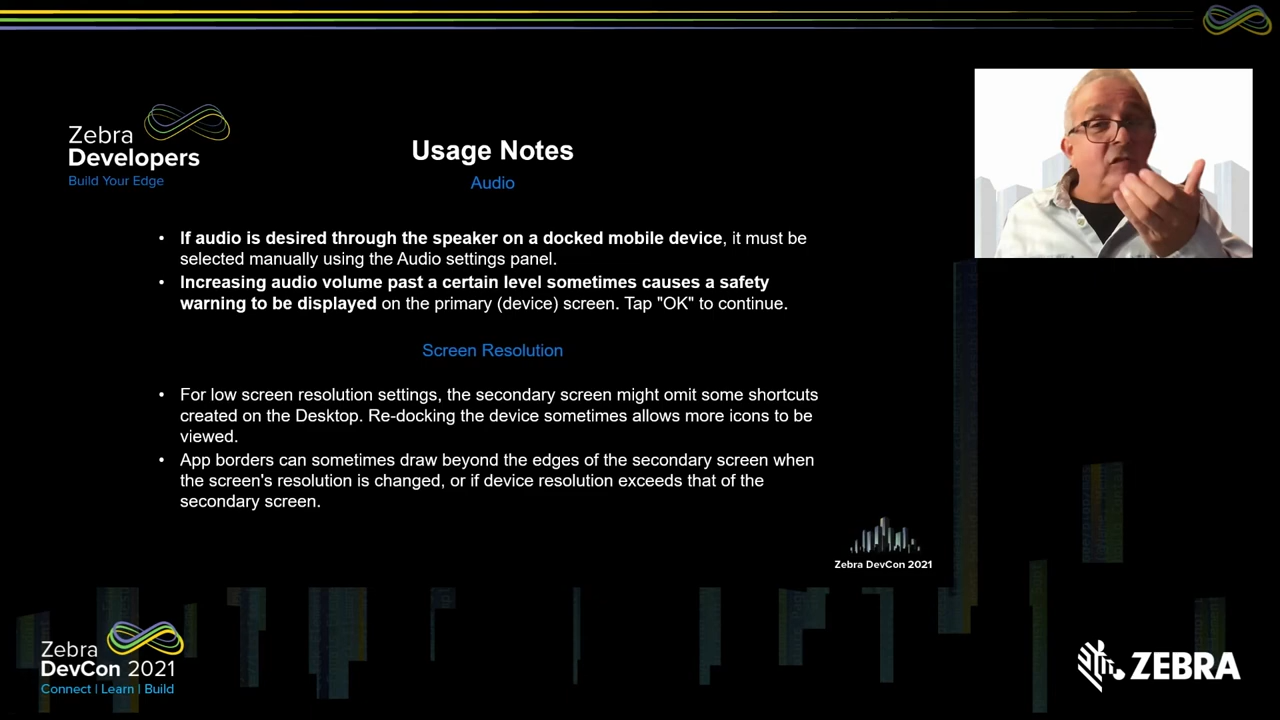 Zebra
Developers
Build Your Edge
Usage Notes
Audio
• If audio is desired through the speaker on a docked mobile device, it must be
selected manually using the Audio settings panel.
• Increasing audio volume past a certain level sometimes causes a safety
warning to be displayed on the primary (device) screen. Tap "OK" to continue.
Screen Resolution
• For low screen resolution settings, the secondary screen might omit some shortcuts
created on the Desktop. Re-docking the device sometimes allows more icons to be
viewed.
• App borders can sometimes draw beyond the edges of the secondary screen when
the screen's resolution is changed, or if device resolution exceeds that of the
secondary screen.
Zebra DevCon 2021
Zebra
DevCon 2021
Connect | Learn | Build
ZEBRA